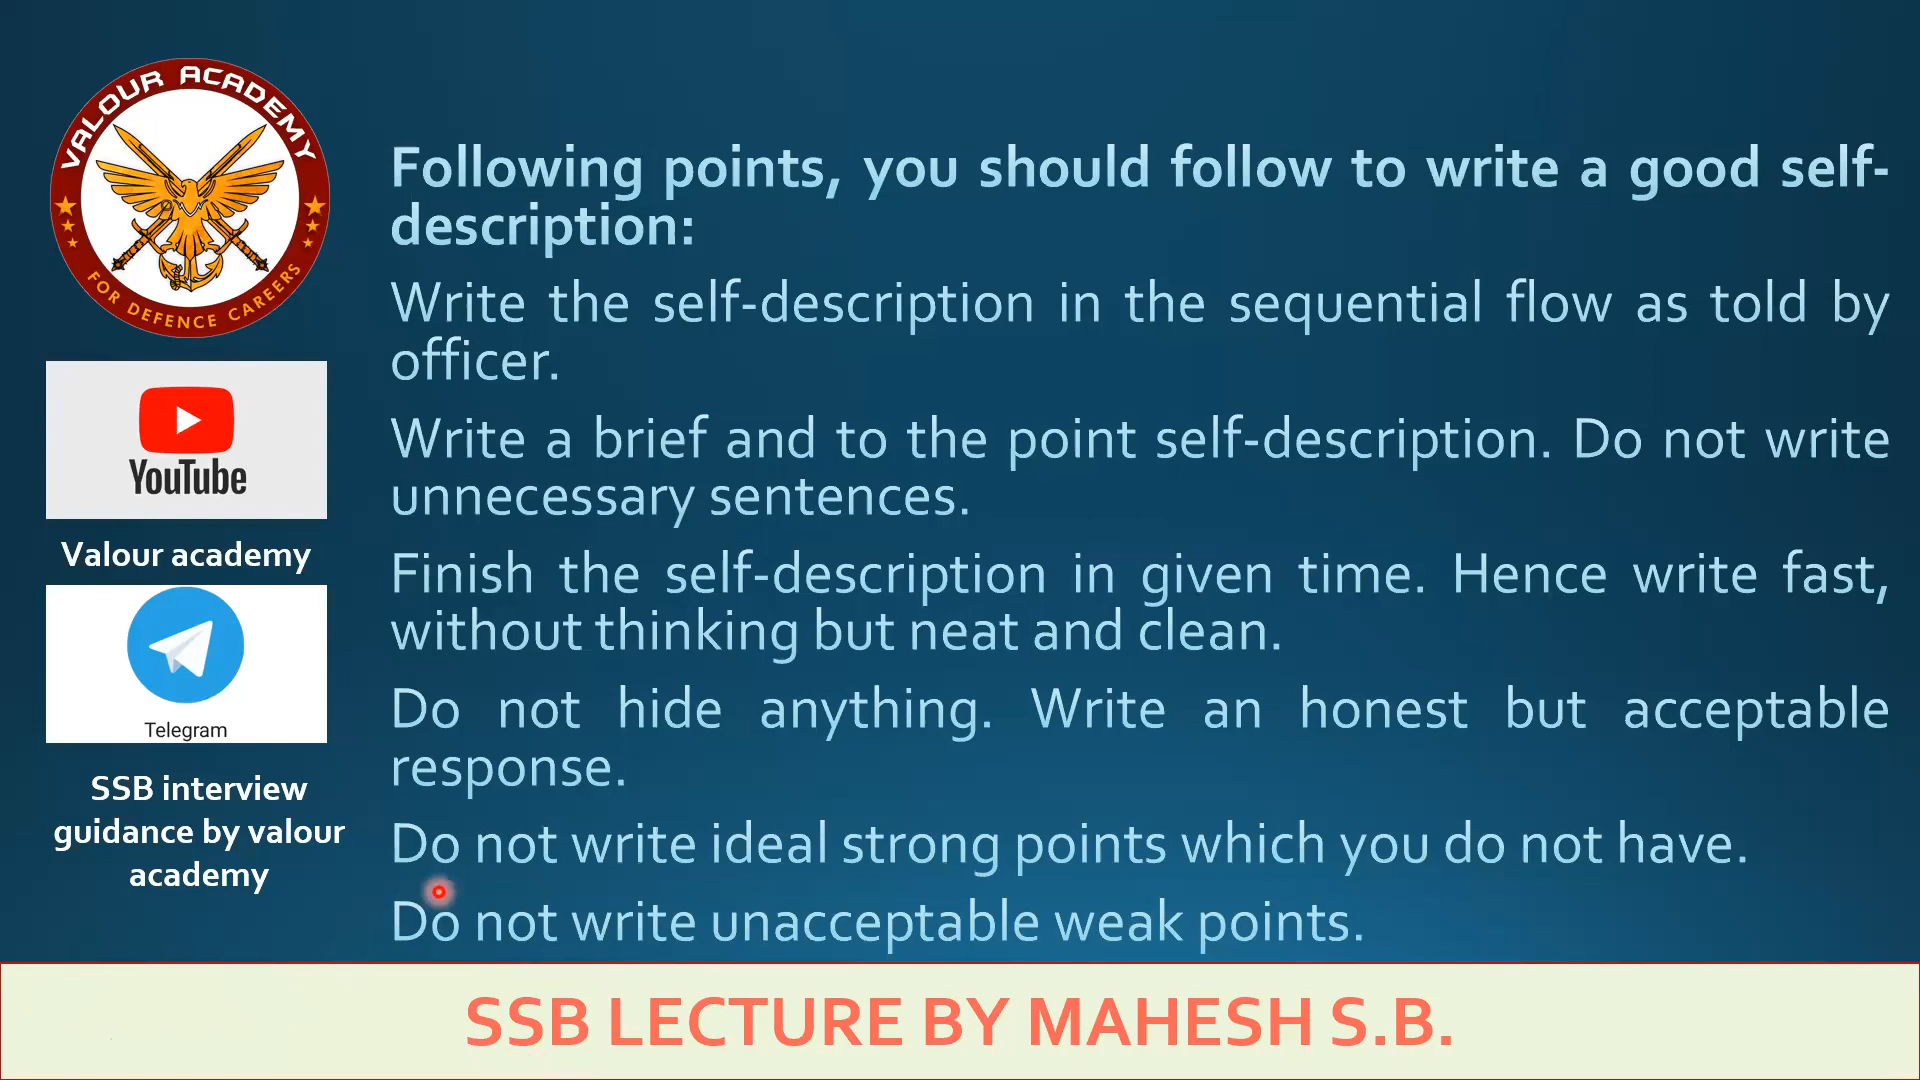 VALOUR ACADEMY
FOR DEFENCE CAREERS
YouTube
Valour academy
Telegram
SSB interview
guidance by valour
academy
Following points, you should follow to write a good self-
description:
Write the self-description in the sequential flow as told by
officer.
Write a brief and to the point self-description. Do not write
unnecessary sentences.
Finish the self-description in given time. Hence write fast,
without thinking but neat and clean.
Do not hide anything. Write an honest but acceptable
response.
Do not write ideal strong points which you do not have.
Do not write unacceptable weak points.
SSB LECTURE BY MAHESH S.B.